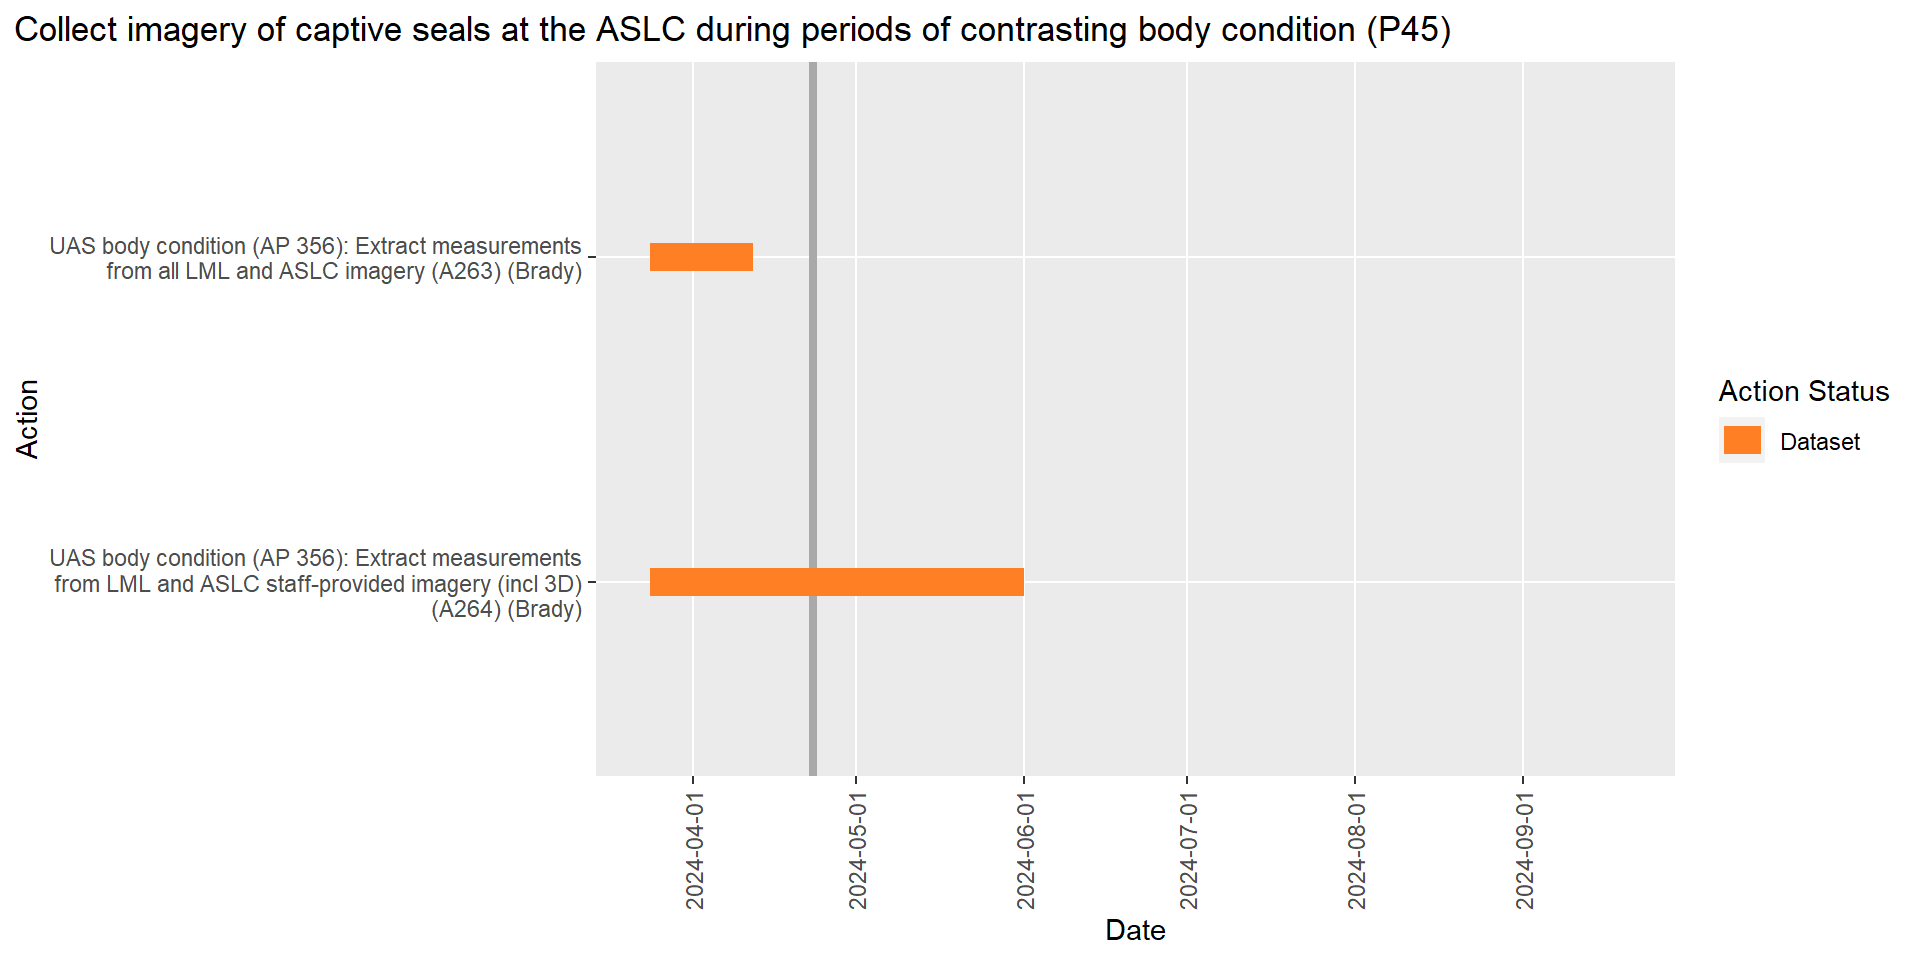 Collect imagery of captive seals at the ASLC during periods of contrasting body condition (P45)
UAS body condition (AP 356): Extract measurements
from all LML and ASLC imagery (A263) (Brady)
Action
UAS body condition (AP 356): Extract measurements
from LML and ASLC staff-provided imagery (incl 3D)
(A264) (Brady)
2024-04-01
2024-05-01
2024-06-01
2024-07-01
2024-08-01
2024-09-01
Date
Action Status
Dataset